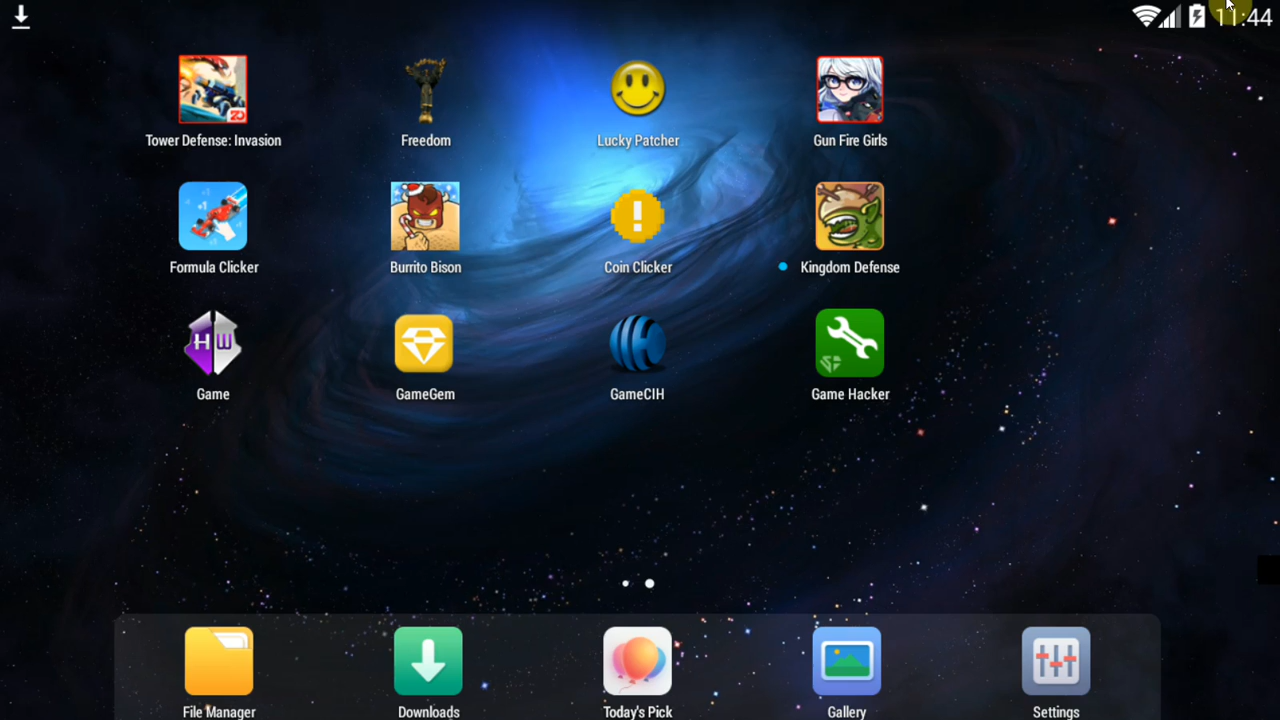 11:44
Tower Defense: Invasion
Freedom
Lucky Patcher
Gun Fire Girls
Formula Clicker
Burrito Bison
Coin Clicker
Kingdom Defense
HW
Game
GameGem
GameCIH
Game Hacker
File Manager
Downloads
Today's Pick
Gallery
Settings